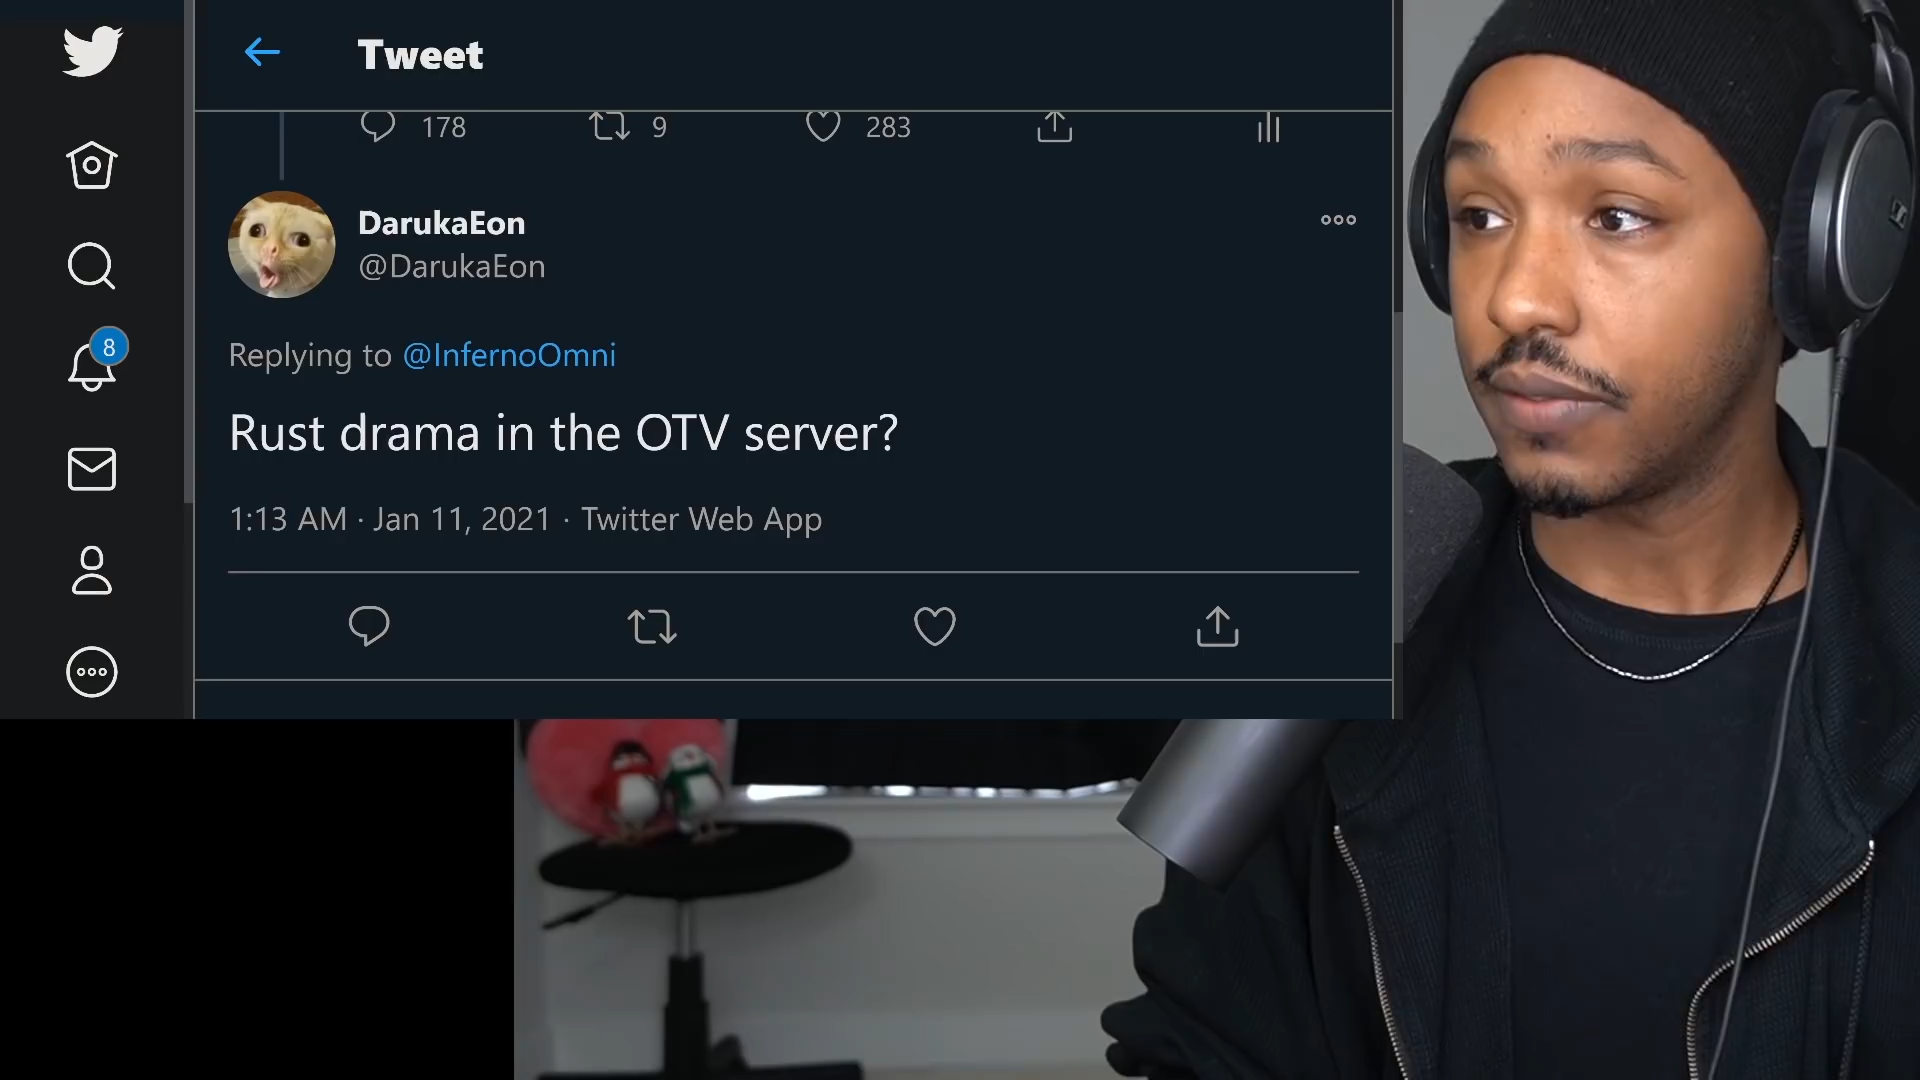 Tweet
178 9 283
DarukaEon
@DarukaEon
8
Replying to @InfernoOmni
Rust drama in the OTV server?
1:13 AM · Jan 11, 2021 · Twitter Web App